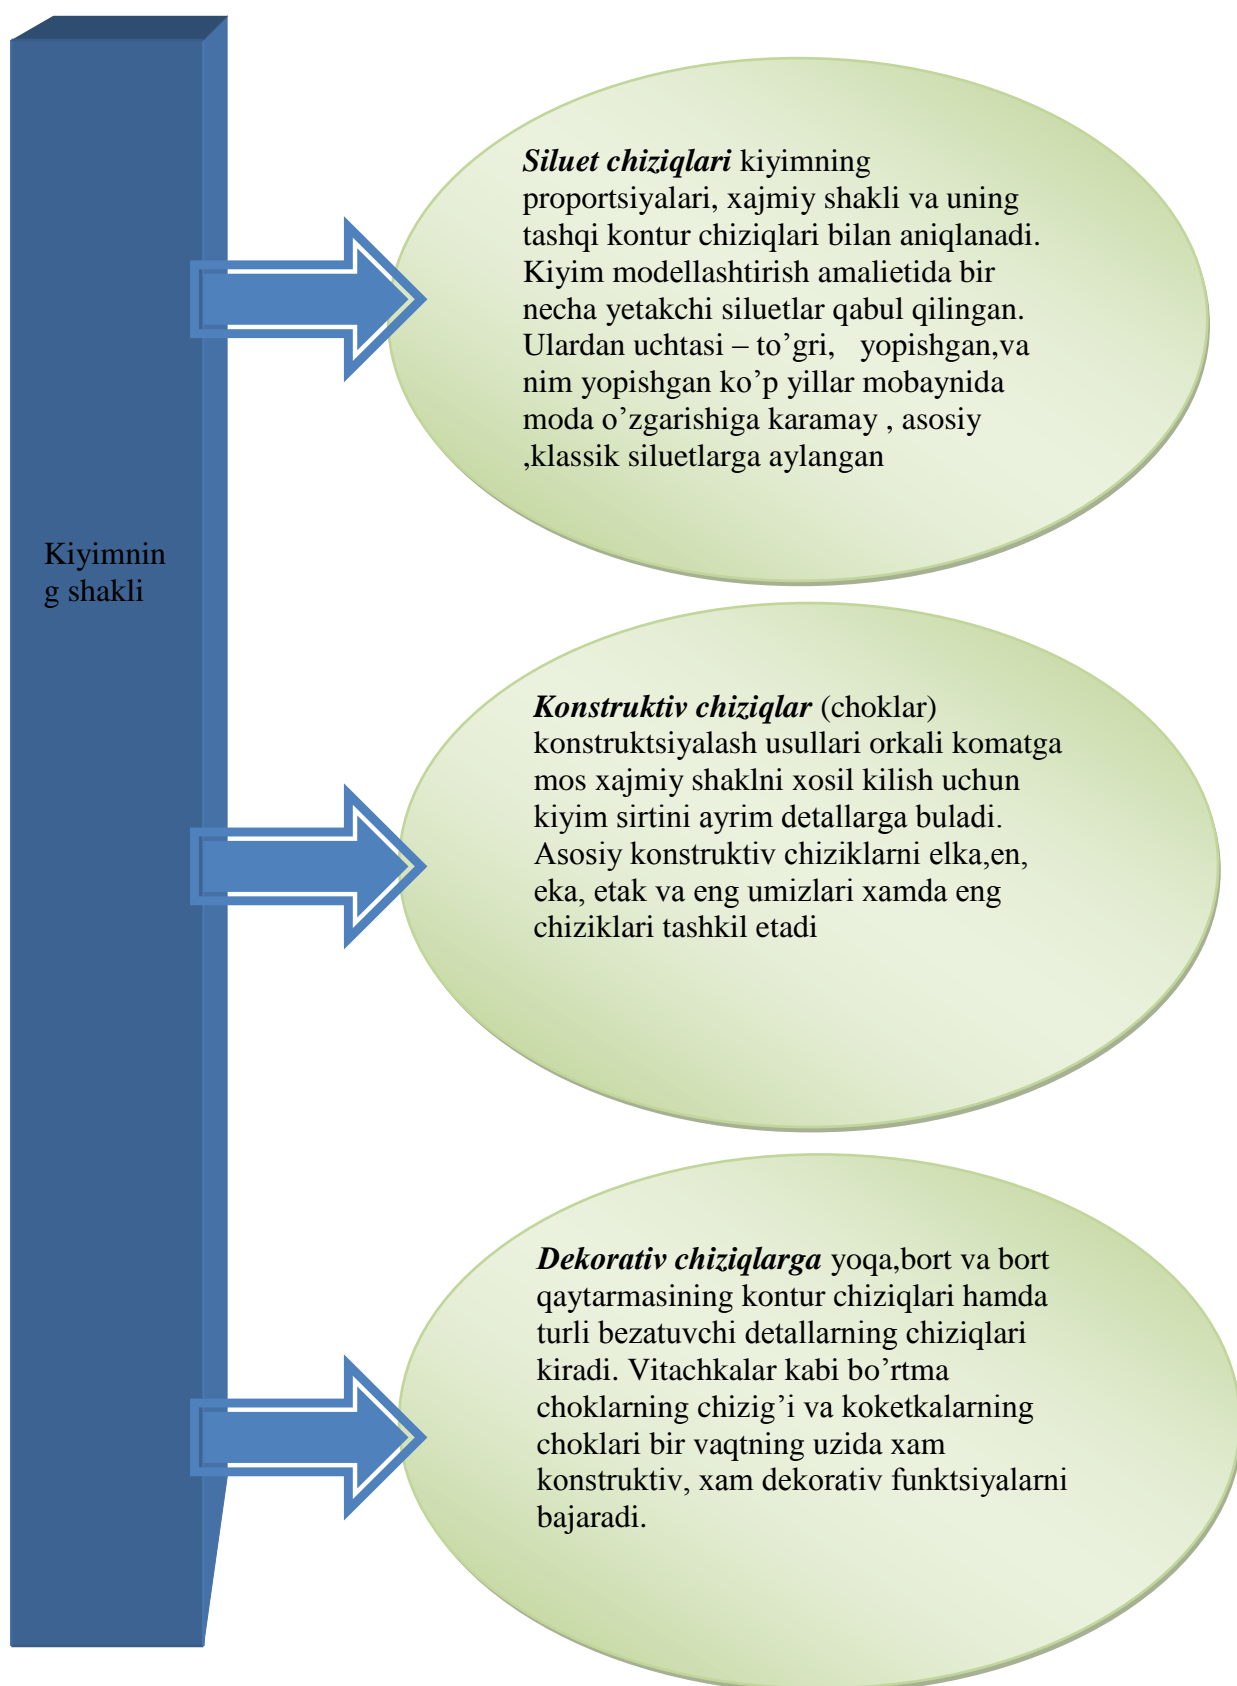 Siluet chiziqlari kiyimning
proportsiyalari, xajmiy shakli va uning
tashqi kontur chiziqlari bilan aniqlanadi.
Kiyim modellashtirish amalietida bir
necha yetakchi siluetlar qabul qilingan.
Ulardan uchtasi – to’gri, yopishgan,va
nim yopishgan ko’p yillar mobaynida
moda o’zgarishiga karamay , asosiy
,klassik siluetlarga aylangan
Kiyimnin
g shakli
Konstruktiv chiziqlar (choklar)
konstruktsiyalash usullari orkali komatga
mos xajmiy shaklni xosil kilish uchun
kiyim sirtini ayrim detallarga buladi.
Asosiy konstruktiv chiziklarni elka,en,
eka, etak va eng umizlari xamda eng
chiziklari tashkil etadi
Dekorativ chiziqlarga yoqa,bort va bort
qaytarmasining kontur chiziqlari hamda
turli bezatuvchi detallarning chiziqlari
kiradi. Vitachkalar kabi bo’rtma
choklarning chizig’i va koketkalarning
choklari bir vaqtning uzida xam
konstruktiv, xam dekorativ funktsiyalarni
bajaradi.